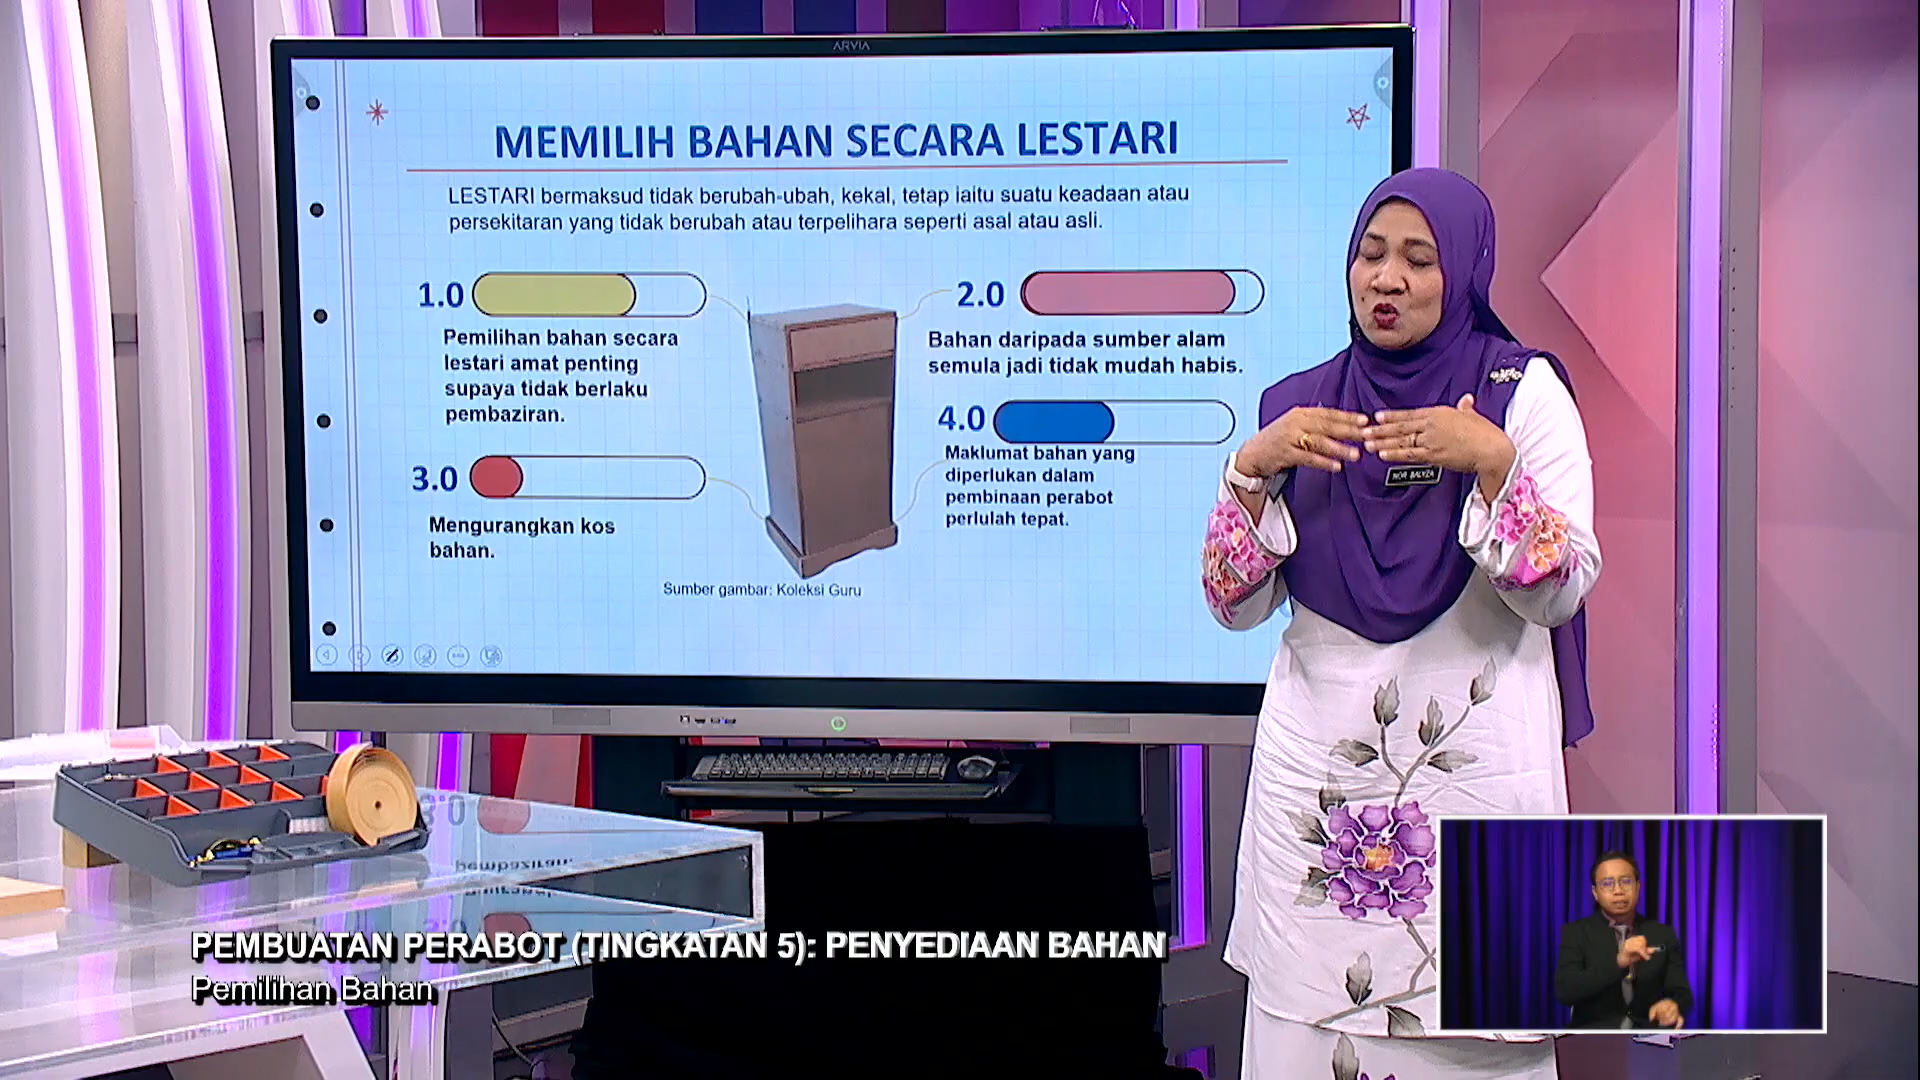 ARVIA
MEMILIH BAHAN SECARA LESTARI
LESTARI bermaksud tidak berubah-ubah, kekal, tetap iaitu suatu keadaan atau
persekitaran yang tidak berubah atau terpelihara seperti asal atau asli.
1.0
Pemilihan bahan secara
lestari amat penting
supaya tidak berlaku
pembaziran.
2.0
Bahan daripada sumber alam
semula jadi tidak mudah habis.
3.0
Mengurangkan kos
bahan.
4.0
Maklumat bahan yang
diperlukan dalam
pembinaan perabot
perlulah tepat.
Sumber gambar: Koleksi Guru
PEMBUATAN PERABOT (TINGKATAN 5): PENYEDIAAN BAHAN
Pemilihan Bahan